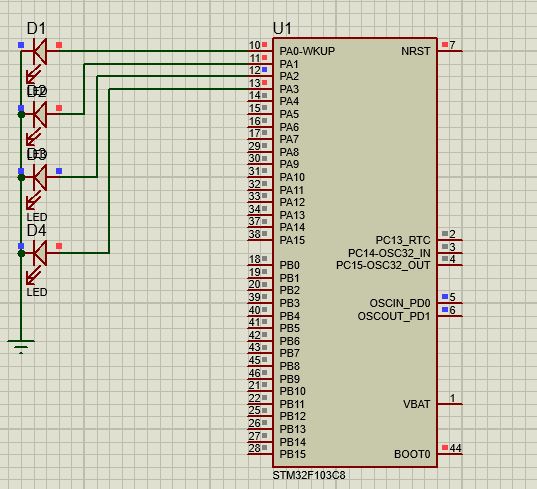 D1
U1
10 PA0-WKUP NRST 7
11 PA1
12 PA2
LED
13 PA3
14 PA4
15 PA5
16 PA6
17 PA7
29 PA8
D3
30 PA9
31 PA10
32 PA11
33 PA12
LED
34 PA13
37 PA14
D4
38 PA15 PC13_RTC 2
PC14-OSC32_IN 3
18 PB0 PC15-OSC32_OUT 4
19 PB1
20 PB2
LED
39 PB3 OSCIN_PD0 5
40 PB4 OSCOUT_PD1 6
41 PB5
42 PB6
43 PB7
45 PB8
46 PB9
21 PB10
22 PB11 VBAT 1
25 PB12
26 PB13
27 PB14
28 PB15 BOOT0 44
STM32F103C8